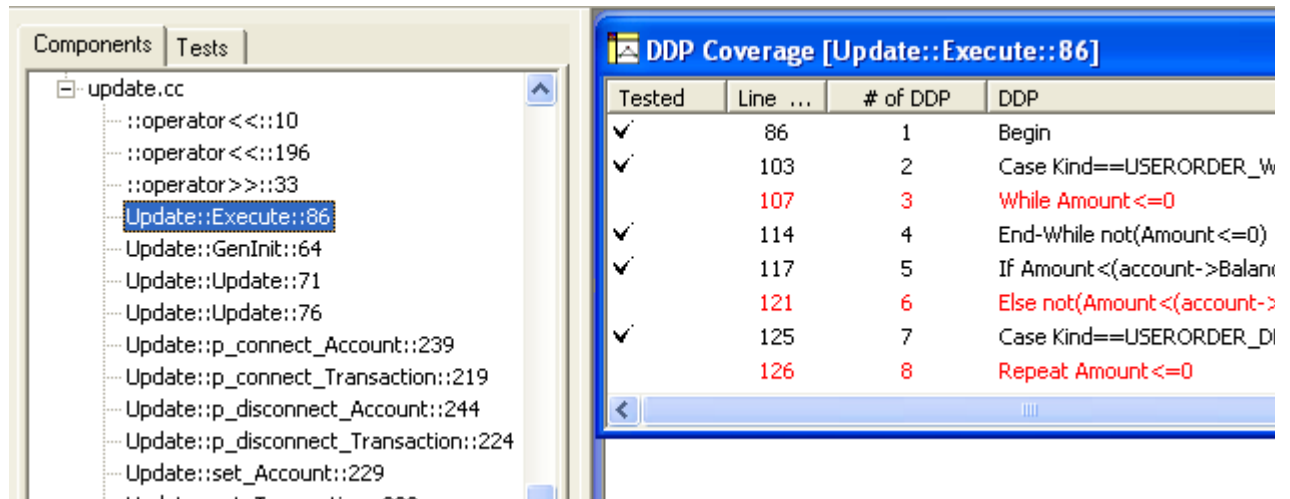 Components Tests
update.cc
::operator<<::10
::operator<<::196
::operator>>::33
Update::Execute::86
Update::GenInit::64
Update::Update::71
Update::Update::76
Update::p_connect_Account::239
Update::p_connect_Transaction::219
Update::p_disconnect_Account::244
Update::p_disconnect_Transaction::224
Update::set_Account::229
DDP Coverage [Update::Execute::86]
Tested Line ... # of DDP DDP
86 1 Begin
103 2 Case Kind==USERORDER_W
107 3 While Amount<=0
114 4 End-While not(Amount<=0)
117 5 If Amount<(account->Balan
121 6 Else not(Amount<(account->
125 7 Case Kind==USERORDER_D
126 8 Repeat Amount<=0